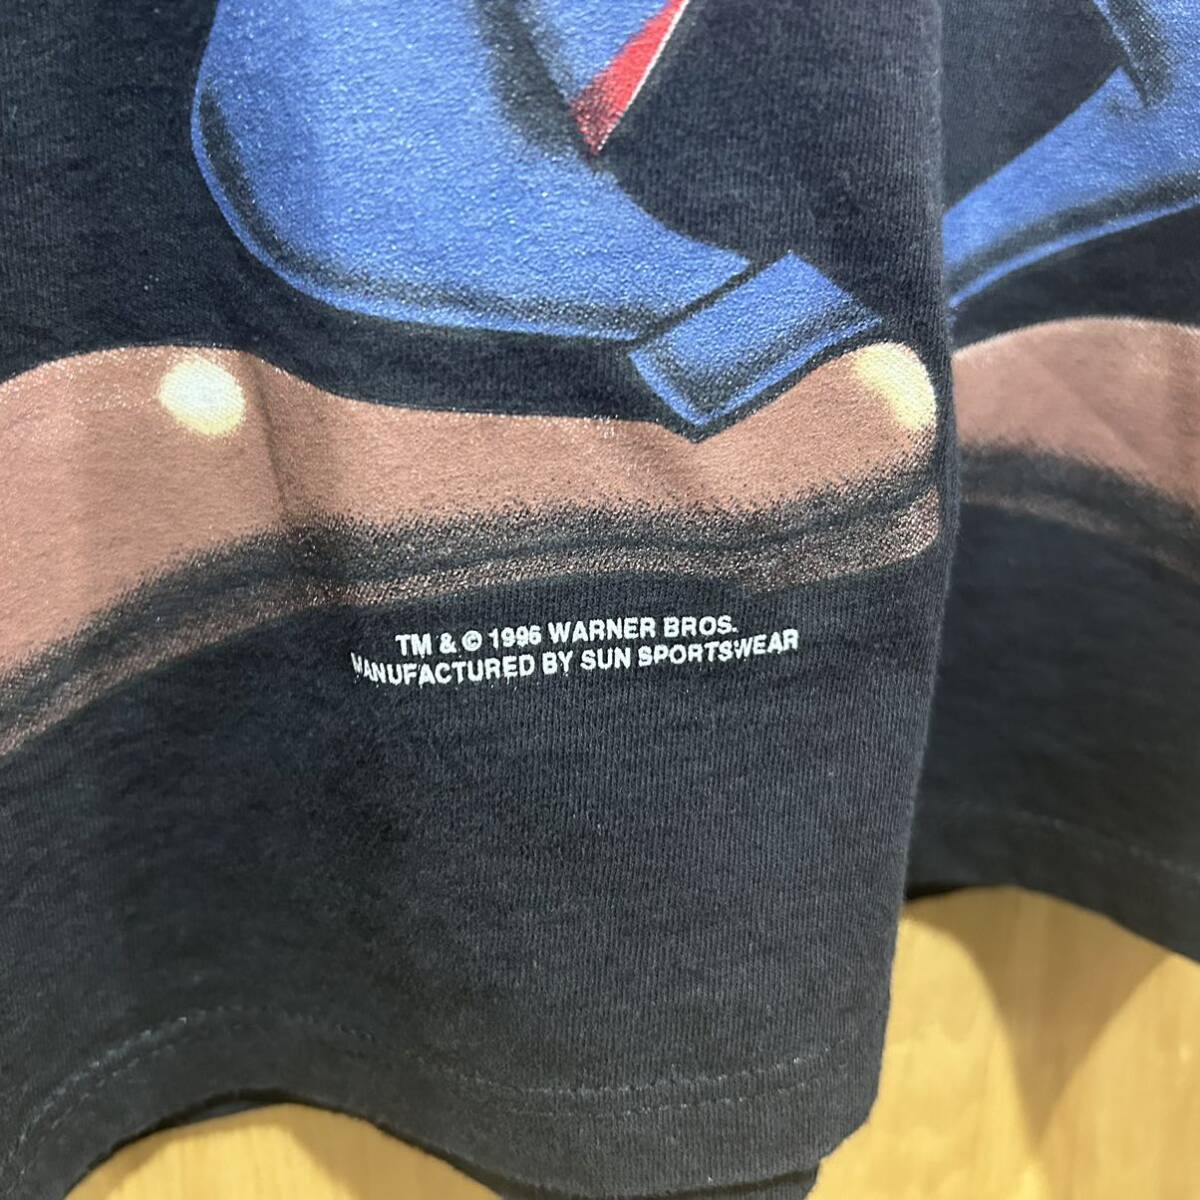 TM & © 1996 WARNER BROS.
MANUFACTURED BY SUN SPORTSWEAR